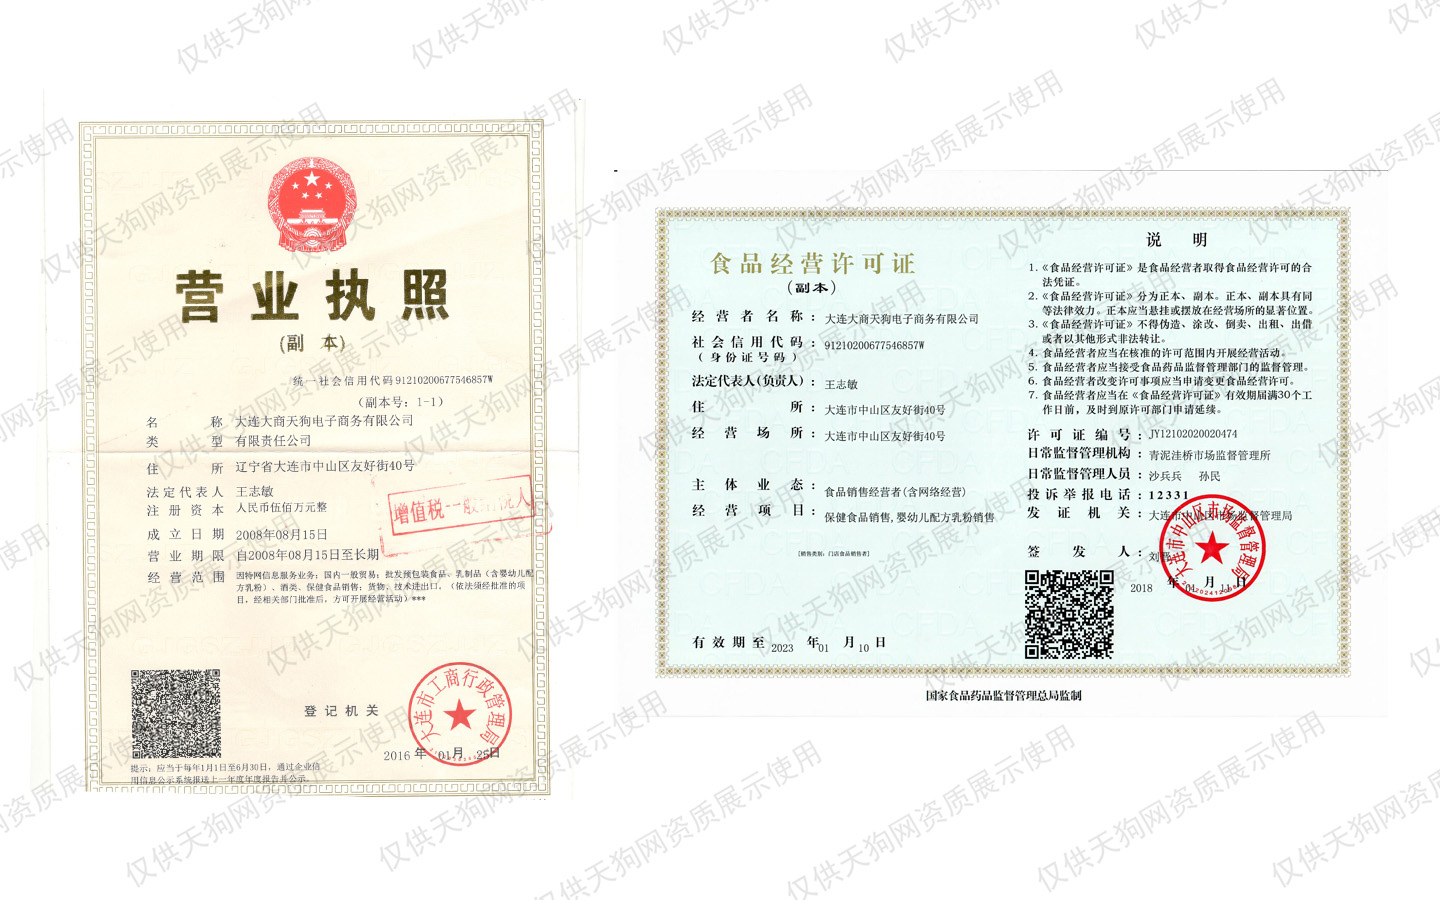 营业执照
(副 本)
统一社会信用代码91210200677546857W
（副本号：1-1）
名称 大连大商天狗电子商务有限公司
类型 有限责任公司
住所 辽宁省大连市中山区友好街40号
法定代表人 王志敏
注册资本 人民币伍佰万元整
成立日期 2008年08月15日
营业期限 自2008年08月15日至长期
经营范围 因特网信息服务业务；国内一般贸易；批发预包装食品、乳制品（含婴幼儿配
方乳粉）、酒类、保健食品销售；货物、技术进出口。（依法须经批准的项
目，经相关部门批准后，方可开展经营活动）***
增值税一般
登记机关
大连市工商行政管理局
2016年 01月 25日
提示：应当于每年1月1日至6月30日，通过企业信
用信息公示系统报送上一年度年度报告并公示。
食品经营许可证
(副本)
经营者名称：大连大商天狗电子商务有限公司
社会信用代码：91210200677546857W
(身份证号码)
法定代表人(负责人)：王志敏
住所：大连市中山区友好街40号
经营场所：大连市中山区友好街40号
主体业态：食品销售经营者(含网络经营)
经营项目：保健食品销售,婴幼儿配方乳粉销售
[销售类别：门店食品销售者]
有效期至 2023 年01 月10日
说 明
1.《食品经营许可证》是食品经营者取得食品经营许可的合
法凭证。
2.《食品经营许可证》分为正本、副本。正本、副本具有同
等法律效力。正本应当悬挂或摆放在经营场所的显著位置。
3.《食品经营许可证》不得伪造、涂改、倒卖、出租、出借
或者以其他形式非法转让。
4. 食品经营者应当在核准的许可范围内开展经营活动。
5. 食品经营者应当接受食品药品监督管理部门的监督管理。
6. 食品经营者改变许可事项应当申请变更食品经营许可。
7. 食品经营者应当在《食品经营许可证》有效期届满30个工
作日前，及时到原许可部门申请延续。
许可证编号：JY12102020020474
日常监督管理机构：青泥洼桥市场监督管理所
日常监督管理人员：沙兵兵 孙民
投诉举报电话：12331
发证机关：大连市中山区市场监督管理局
签发人：刘
大连市中山区市场监督管理局
2018 年 01 月 11 日
国家食品药品监督管理总局监制
仅供天狗网资质展示使用